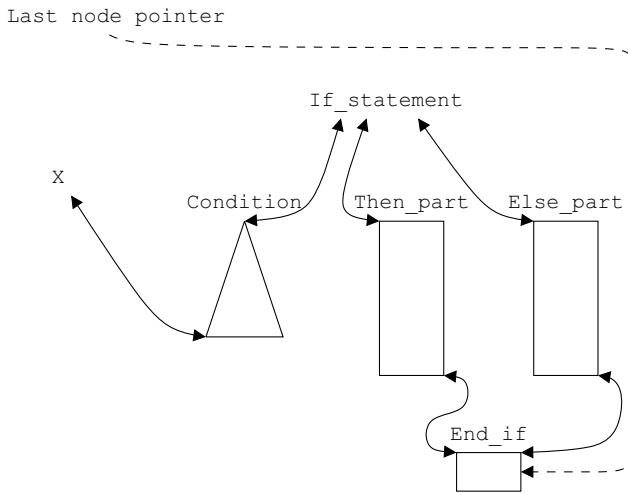 Last node pointer
If_statement
X
Condition
Then_part
Else_part
End_if